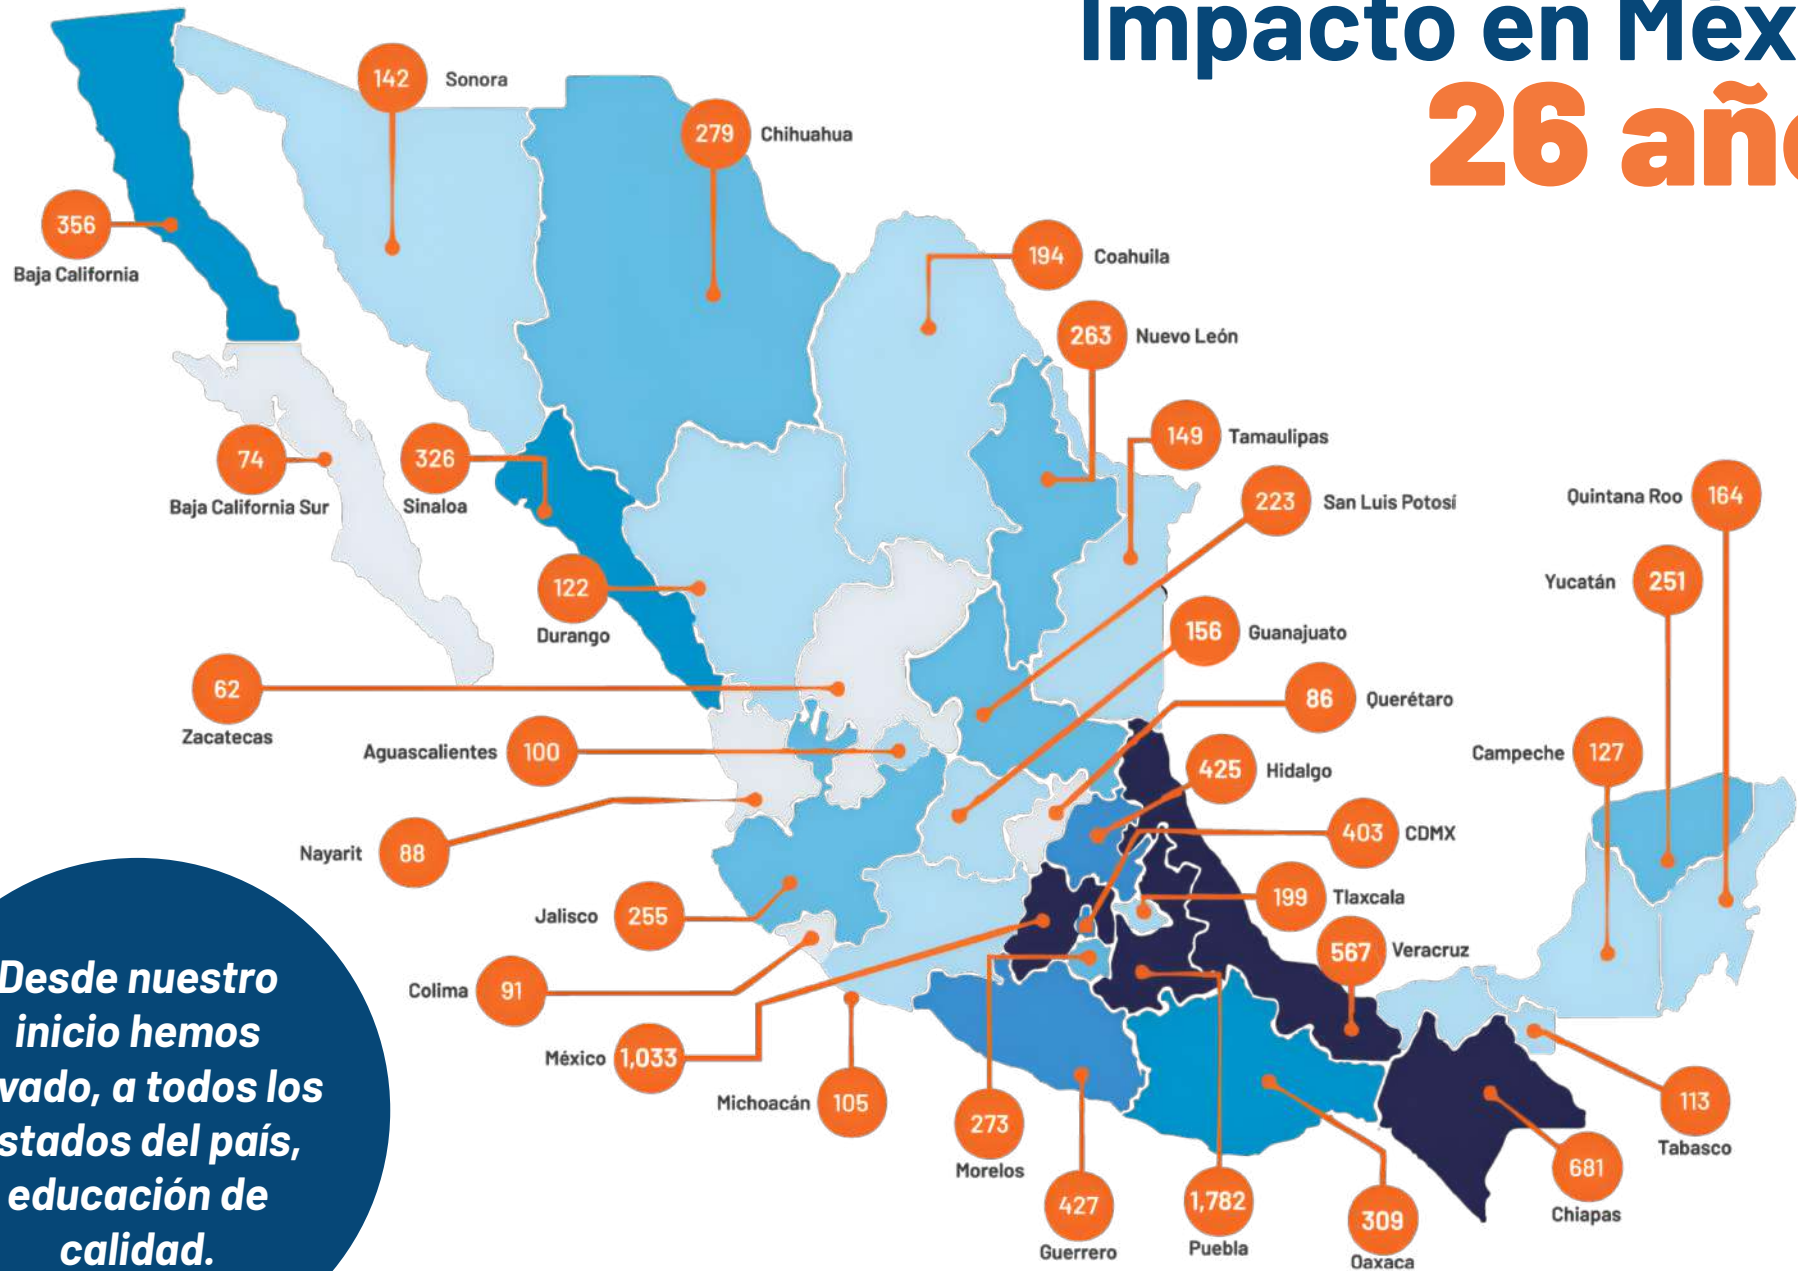 Impacto en Méx
26 año
142 Sonora
279 Chihuahua
356
Baja California
194 Coahuila
263 Nuevo León
149 Tamaulipas
74
Baja California Sur
326
Sinaloa
223 San Luis Potosí
Quintana Roo 164
Yucatán 251
122
Durango
156 Guanajuato
62
Zacatecas
86 Querétaro
Aguascalientes 100
425 Hidalgo
Campeche 127
Nayarit 88
403 CDMX
199 Tlaxcala
Jalisco 255
567 Veracruz
Colima 91
México 1,033
Michoacán 105
273
Morelos
427
Guerrero
1,782
Puebla
309
Oaxaca
681
Chiapas
113
Tabasco
Desde nuestro
inicio hemos
vado, a todos los
stados del país,
educación de
calidad.